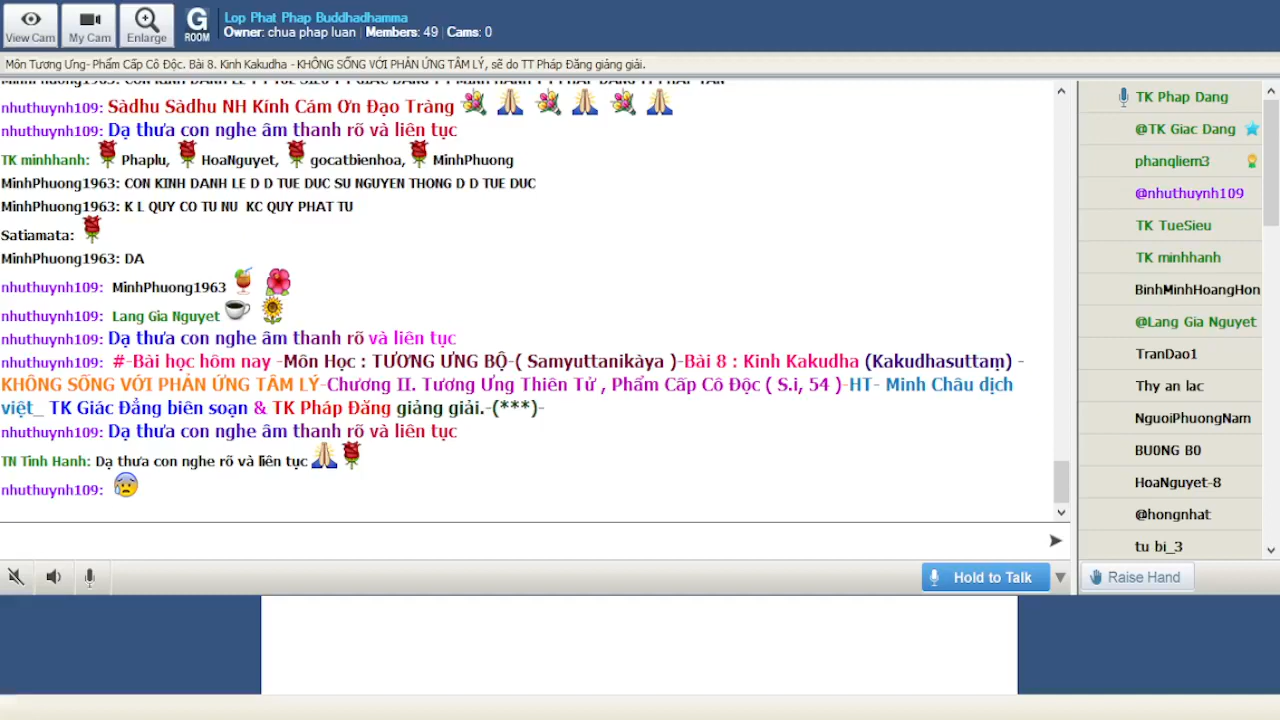 View Cam
My Cam
Enlarge
G
ROOM
Lop Phat Phap Buddhadhamma
Owner: chua phap luan | Members: 49 | Cams: 0
Môn Tương Ưng- Phẩm Cấp Cô Độc. Bài 8. Kinh Kakudha - KHÔNG SỐNG VỚI PHẢN ỨNG TÂM LÝ, sẽ do TT Pháp Đăng giảng giải.
nhuthuynh109: Sàdhu Sàdhu NH Kính Cám Ơn Đạo Tràng
nhuthuynh109: Dạ thưa con nghe âm thanh rõ và liên tục
TK minhhanh: Phaplu, HoaNguyet, gocatbienhoa, MinhPhuong
MinhPhuong1963: CON KINH DANH LE D D TUE DUC SU NGUYEN THONG D D TUE DUC
MinhPhuong1963: K L QUY CO TU NU KC QUY PHAT TU
Satiamata:
MinhPhuong1963: DA
nhuthuynh109: MinhPhuong1963
nhuthuynh109: Lang Gia Nguyet
nhuthuynh109: Dạ thưa con nghe âm thanh rõ và liên tục
nhuthuynh109: #-Bài học hôm nay -Môn Học : TƯƠNG ƯNG BỘ-( Samyuttanikàya )-Bài 8 : Kinh Kakudha (Kakudhasuttaṃ) -
KHÔNG SỐNG VỚI PHẢN ỨNG TÂM LÝ-Chương II. Tương Ưng Thiên Tử , Phẩm Cấp Cô Độc ( S.i, 54 )-HT- Minh Châu dịch
việt_ TK Giác Đẳng biên soạn & TK Pháp Đăng giảng giải.-(***)-
nhuthuynh109: Dạ thưa con nghe âm thanh rõ và liên tục
TN Tinh Hanh: Dạ thưa con nghe rõ và liên tục
nhuthuynh109:
Hold to Talk
TK Phap Dang
@TK Giac Dang
phanqliem3
@nhuthuynh109
TK TueSieu
TK minhhanh
BinhMinhHoangHon
@Lang Gia Nguyet
TranDao1
Thy an lac
NguoiPhuongNam
BU0NG B0
HoaNguyet-8
@hongnhat
tu bi_3
Raise Hand